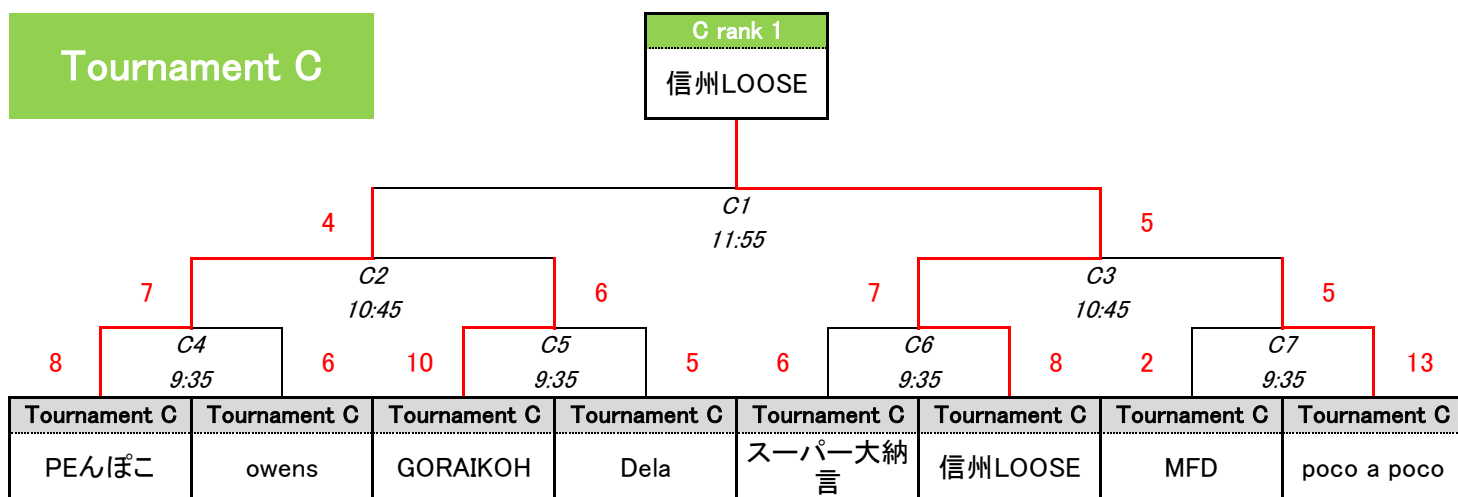 Tournament C
C rank 1
信州LOOSE
4
C1
11:55
5
7
C2
10:45
6
7
C3
10:45
5
8
C4
9:35
6
10
C5
9:35
5
6
C6
9:35
8
2
C7
9:35
13
Tournament C
Tournament C
Tournament C
Tournament C
Tournament C
Tournament C
Tournament C
Tournament C
PEんぽこ
owens
GORAIKOH
Dela
スーパー大納
言
信州LOOSE
MFD
poco a poco